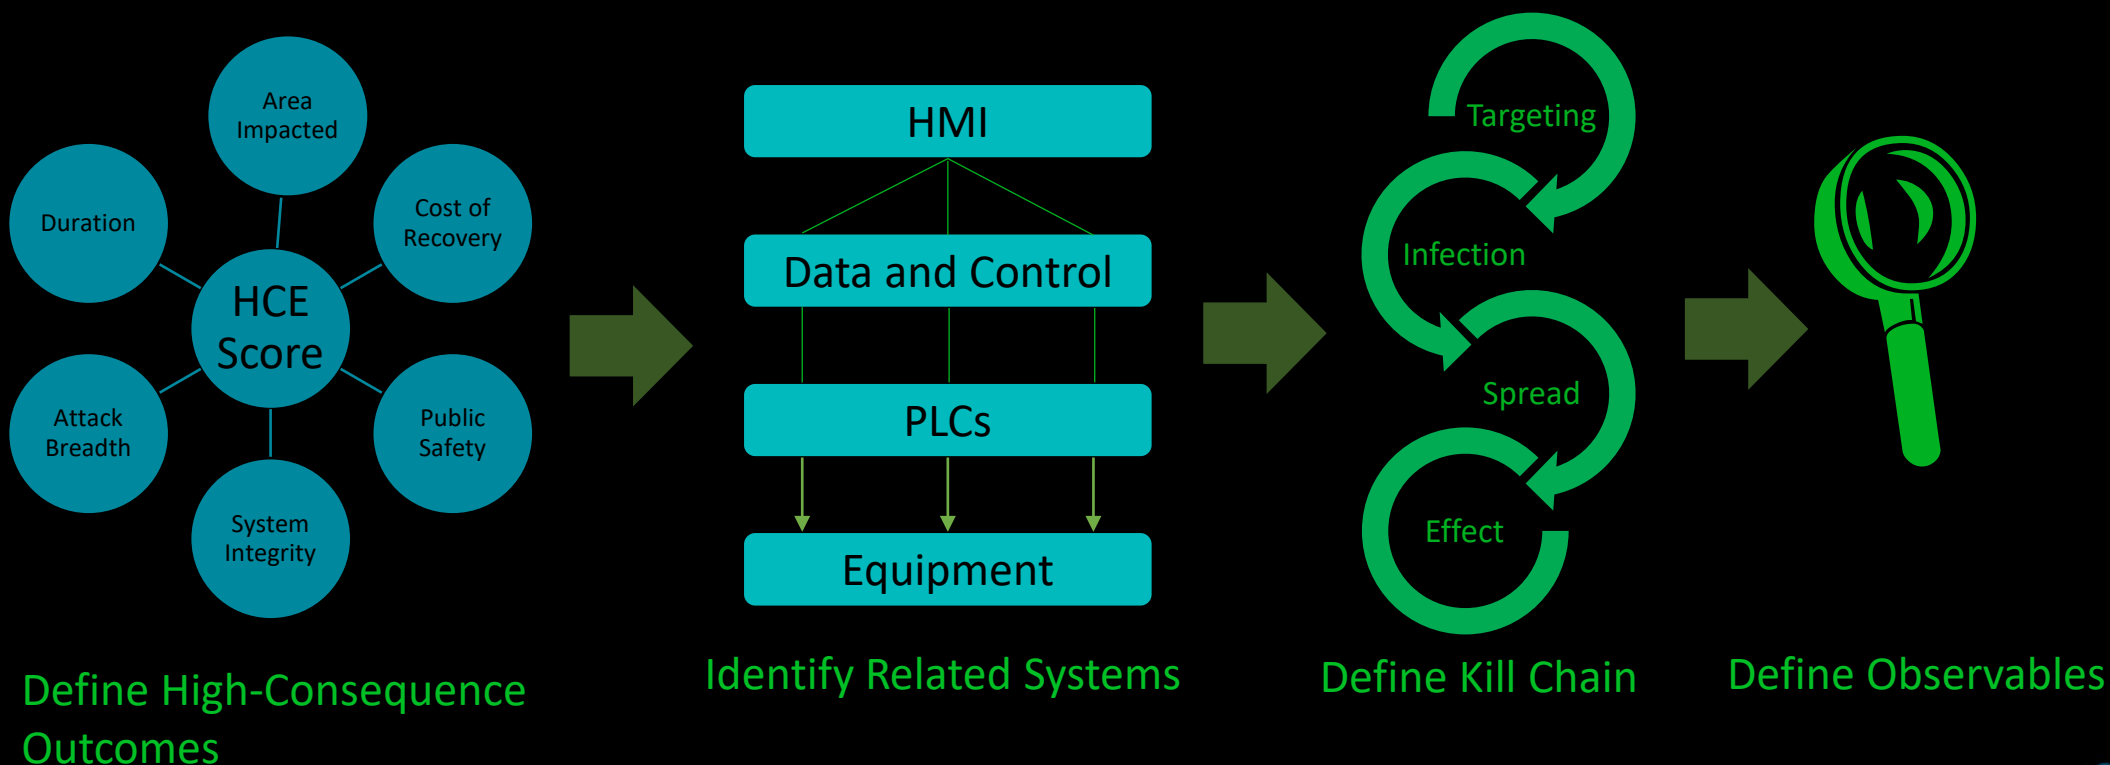 Area
Impacted
Cost of
Recovery
Public
Safety
System
Integrity
Attack
Breadth
Duration
HCE
Score
Define High-Consequence
Outcomes
HMI
Data and Control
PLCs
Equipment
Identify Related Systems
Targeting
Infection
Spread
Effect
Define Kill Chain
Define Observables